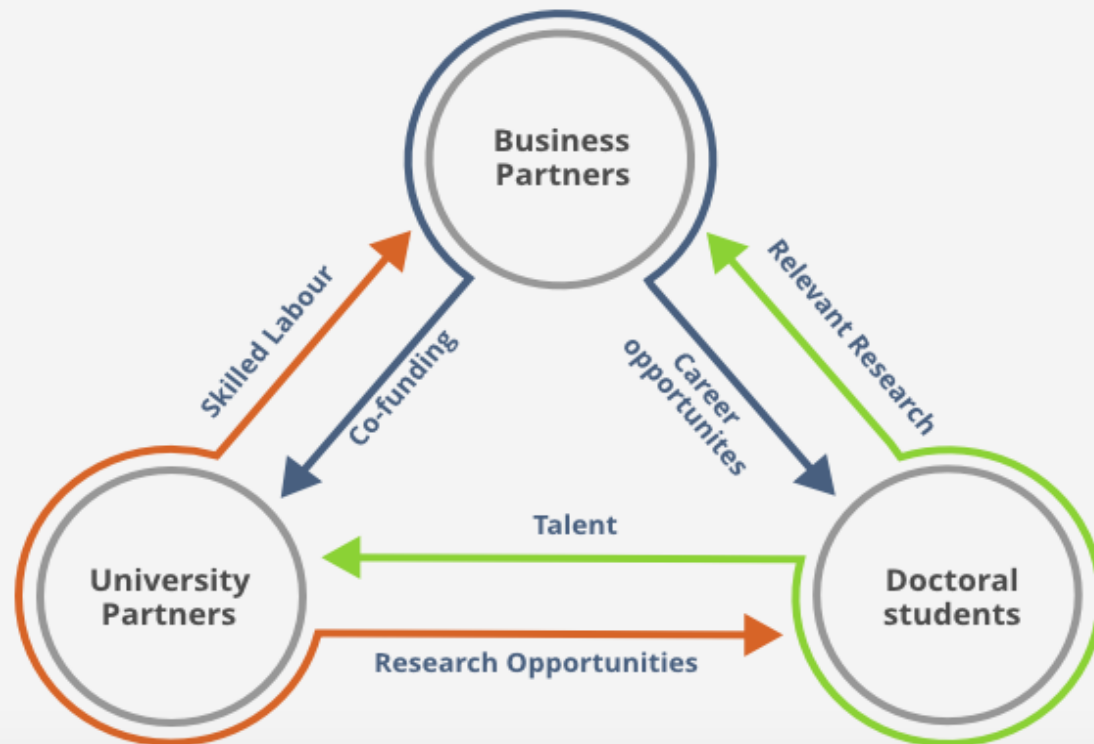 Business
Partners
Skilled Labour
Co-funding
Career
opportunites
Relevant Research
Talent
University
Partners
Doctoral
students
Research Opportunities